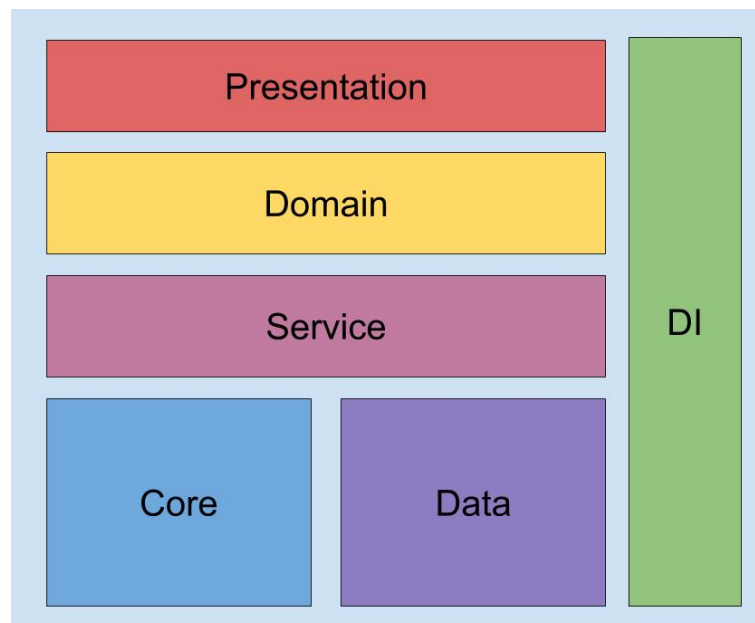 Presentation
Domain
Service
DI
Core
Data